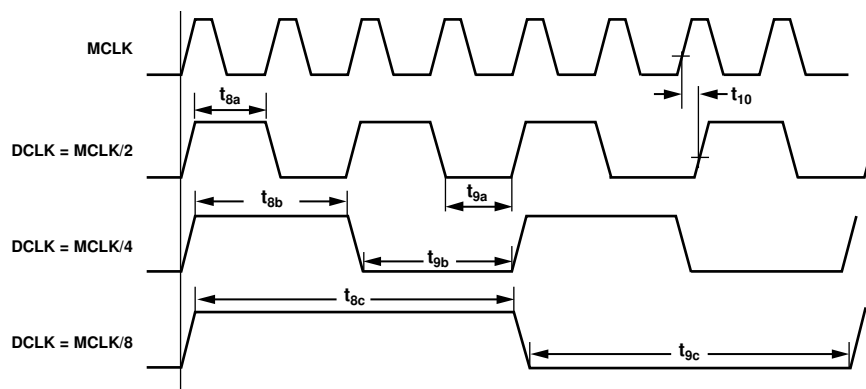 MCLK
t8a
t10
DCLK = MCLK/2
t8b
t9a
DCLK = MCLK/4
t9b
t8c
DCLK = MCLK/8
t9c